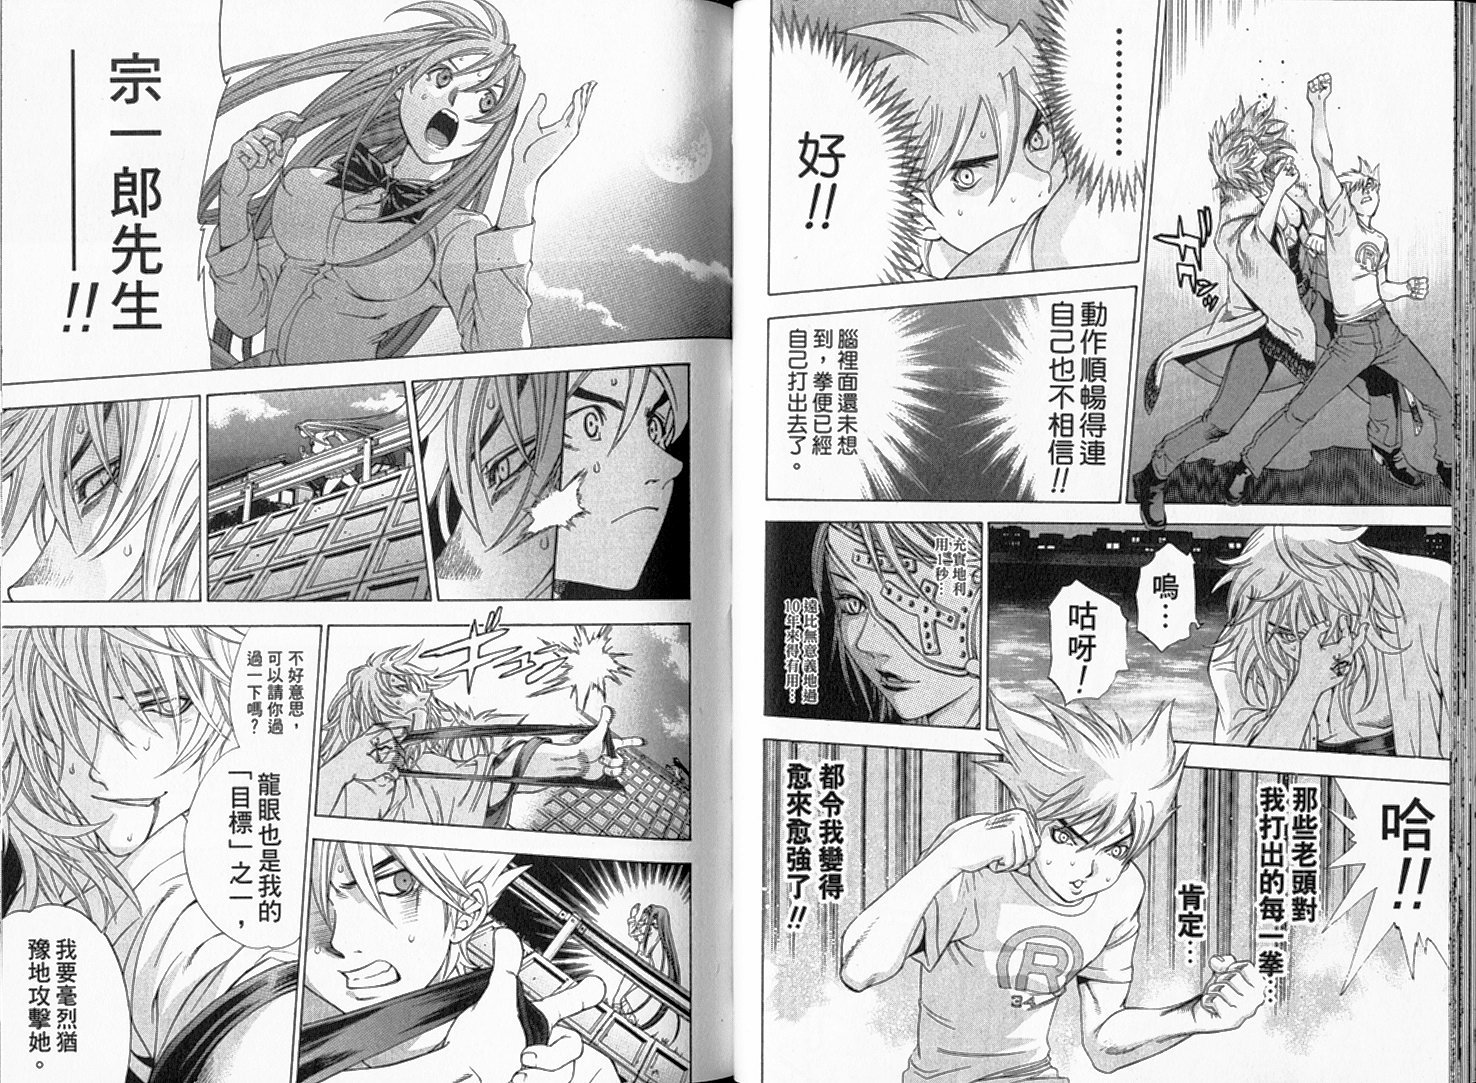 …………
好!!
動作順暢得連
自己也不相信!!
腦裡面還未想
到，拳便已經
自己打出去了。
嗚…
咕呀！
充實地利
用1秒…
遠比無意義地過
10年來得有用…
哈!!
那些老頭對
我打出的每一拳…
肯定…
都令我變得
愈來愈強了!!
R
34
宗一郎先生
——!!
不好意思，
可以請你過
過一下嗎？
龍眼也是我的
「目標」之一，
我要毫烈猶
豫地攻擊她。